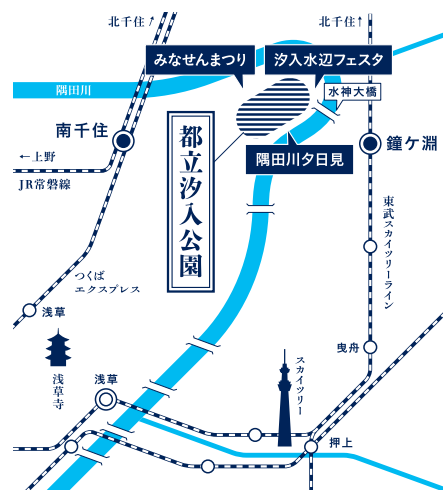 北千住↗
北千住↑
みなせんまつり
汐入水辺フェスタ
隅田川
水神大橋
南千住
鐘ケ淵
隅田川夕日見
←上野
JR常磐線
都立汐入公園
東武スカイツリーライン
つくば
エクスプレス
浅草
曳舟
浅草寺
浅草
スカイツリー
押上